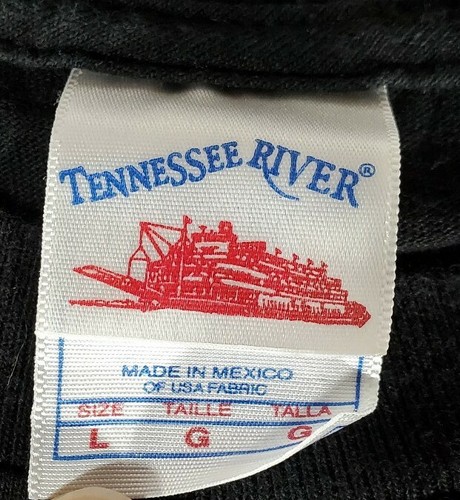 TENNESSEE RIVER®
MADE IN MEXICO
OF USA FABRIC
SIZE TAILLE TALLA
L G G